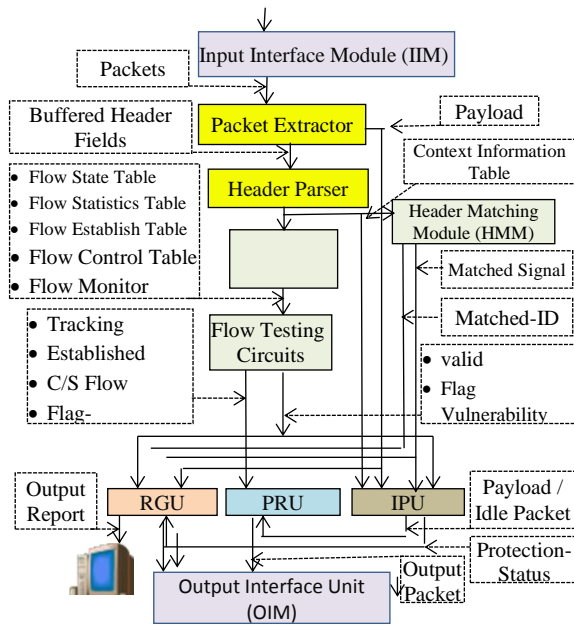 Input Interface Module (IIM)
Packets
Buffered Header
Fields
Packet Extractor
Payload
Context Information
Table
• Flow State Table
• Flow Statistics Table
• Flow Establish Table
• Flow Control Table
• Flow Monitor
Header Parser
Header Matching
Module (HMM)
Matched Signal
Matched-ID
• Tracking
• Established
• C/S Flow
• Flag-
Flow Testing
Circuits
• valid
• Flag
Vulnerability
Output
Report
RGU
PRU
IPU
Payload /
Idle Packet
Protection-
Status
Output Interface Unit
(OIM)
Output
Packet